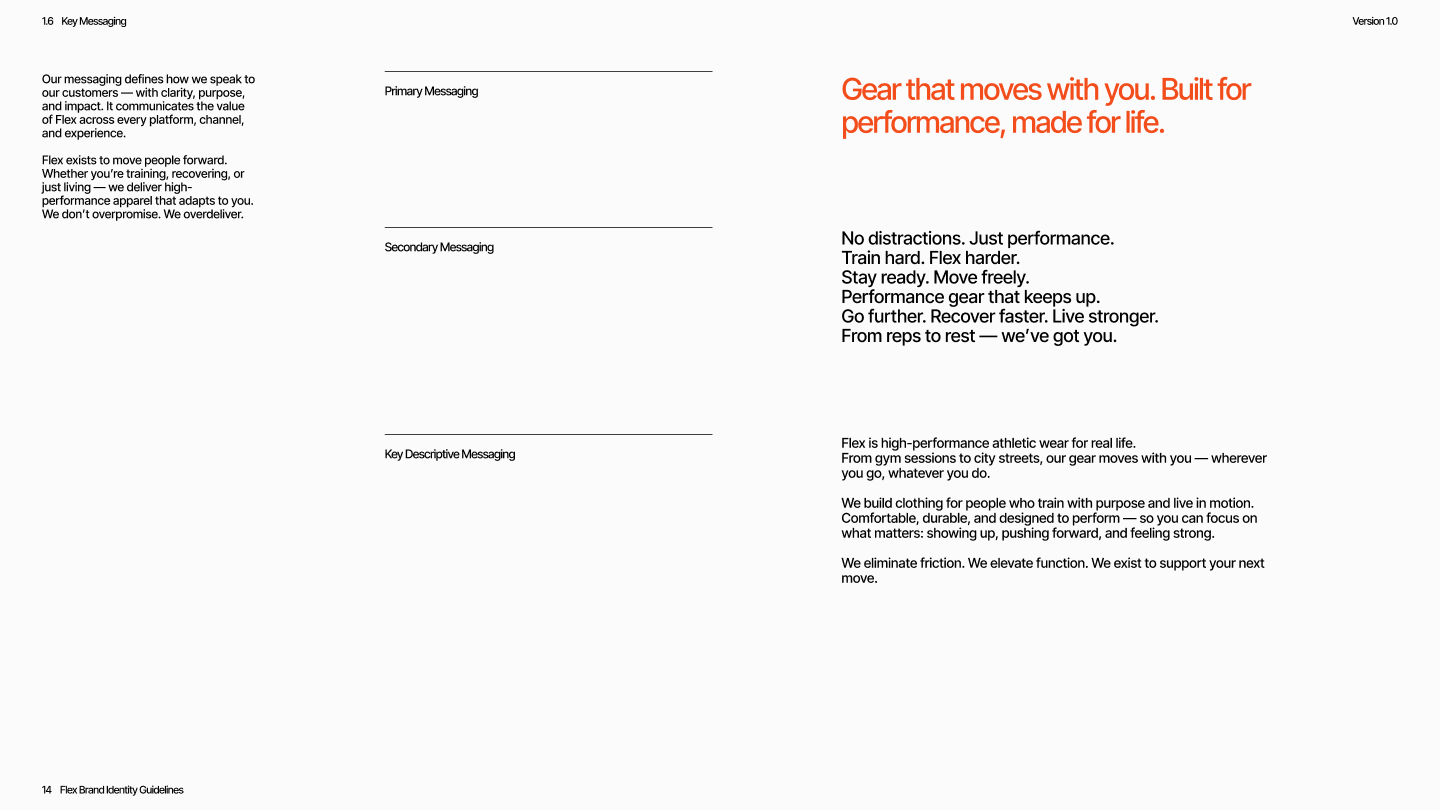 1.6 Key Messaging
Version 1.0
Our messaging defines how we speak to
our customers — with clarity, purpose,
and impact. It communicates the value
of Flex across every platform, channel,
and experience.
Flex exists to move people forward.
Whether you’re training, recovering, or
just living — we deliver high-
performance apparel that adapts to you.
We don’t overpromise. We overdeliver.
Primary Messaging
Gear that moves with you. Built for
performance, made for life.
Secondary Messaging
No distractions. Just performance.
Train hard. Flex harder.
Stay ready. Move freely.
Performance gear that keeps up.
Go further. Recover faster. Live stronger.
From reps to rest — we’ve got you.
Key Descriptive Messaging
Flex is high-performance athletic wear for real life.
From gym sessions to city streets, our gear moves with you — wherever
you go, whatever you do.
We build clothing for people who train with purpose and live in motion.
Comfortable, durable, and designed to perform — so you can focus on
what matters: showing up, pushing forward, and feeling strong.
We eliminate friction. We elevate function. We exist to support your next
move.
14 Flex Brand Identity Guidelines